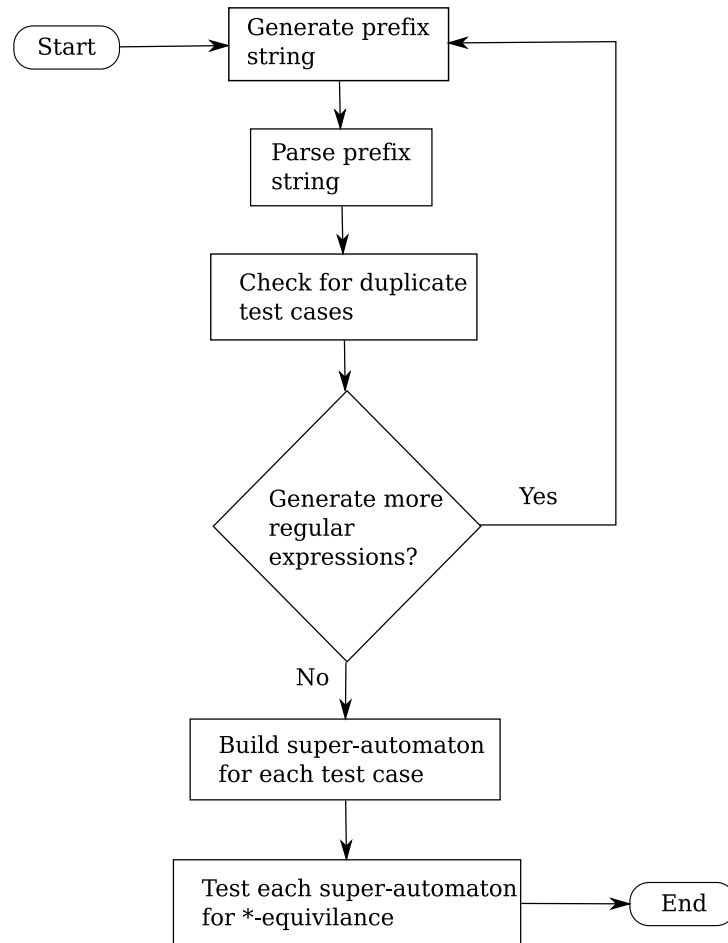 Start
Generate prefix
string
Parse prefix
string
Check for duplicate
test cases
Generate more
regular
expressions?
Yes
No
Build super-automaton
for each test case
Test each super-automaton
for *-equivilance
End